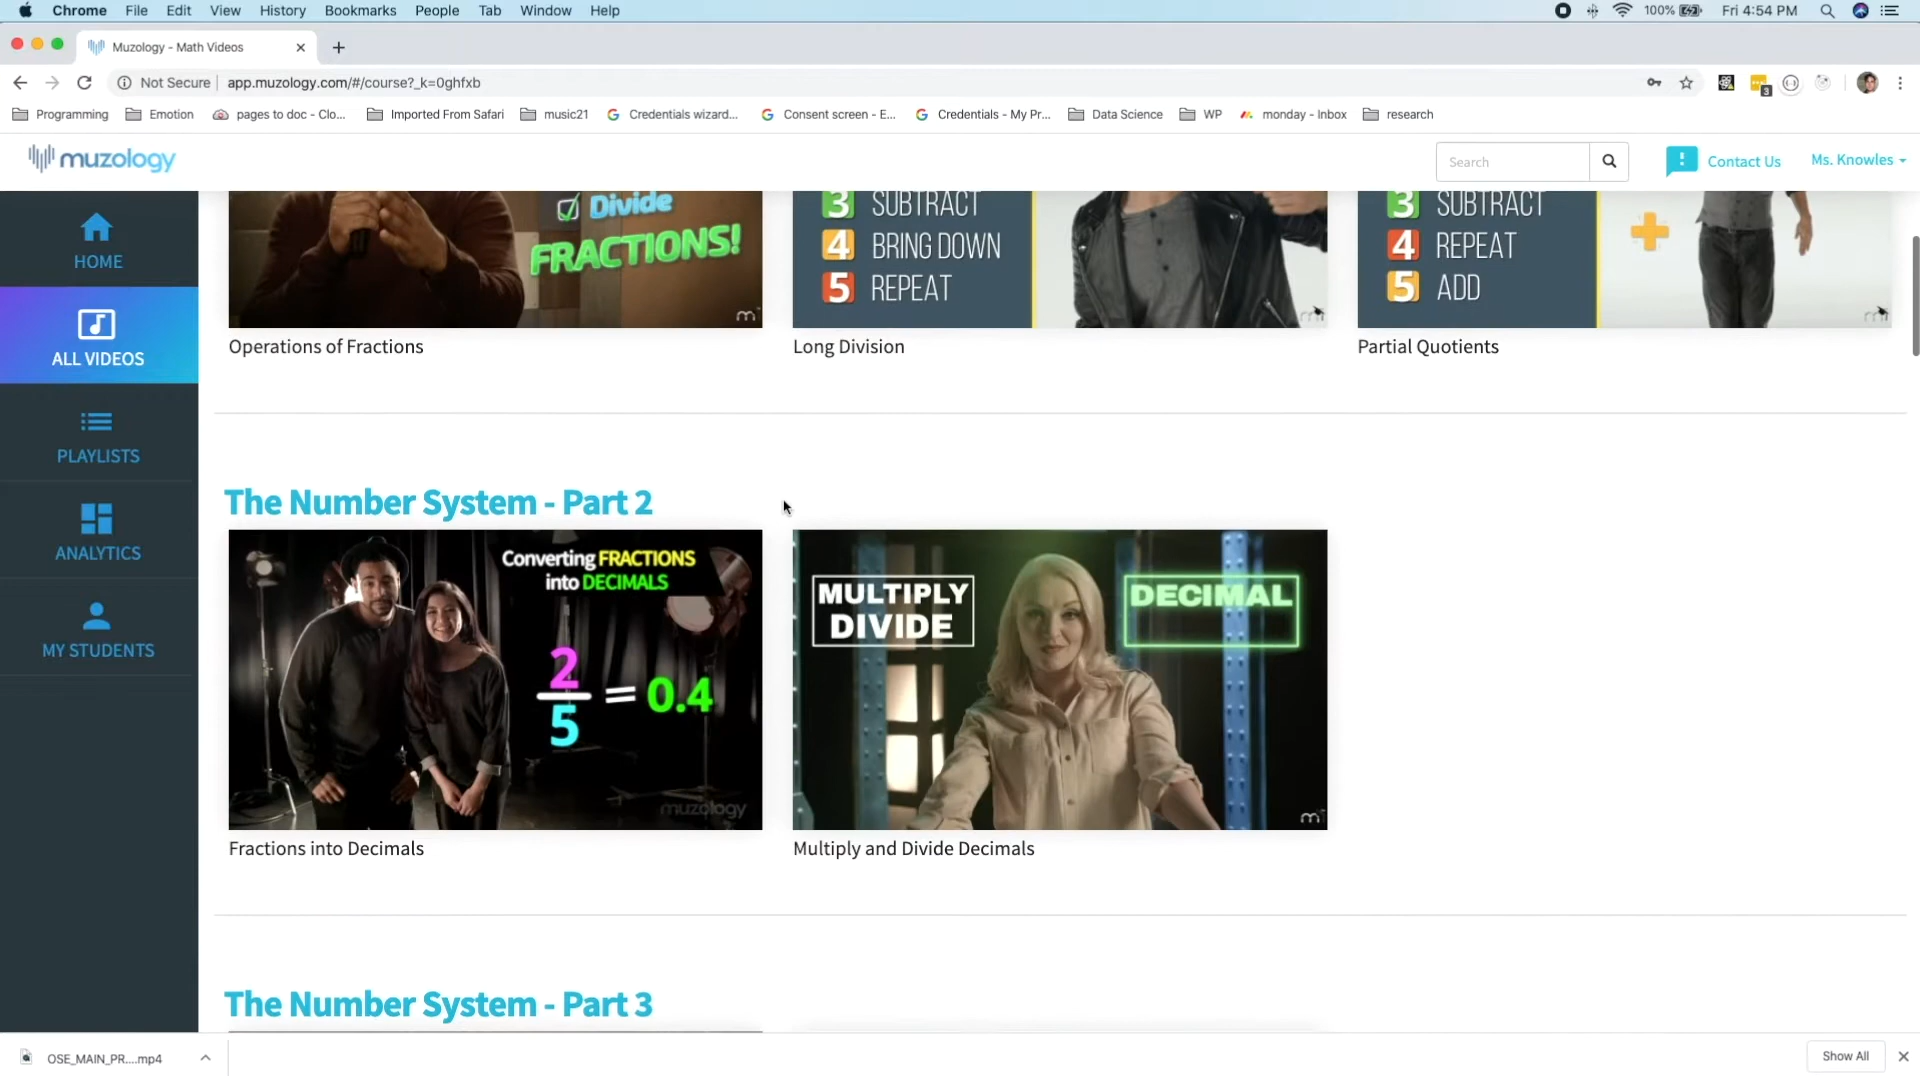 Chrome File Edit View History Bookmarks People Tab Window Help 100% Fri 4:54 PM
Muzology - Math Videos
Not Secure app.muzology.com/#/course?_k=0ghfxb
3
Programming Emotion pages to doc - Clo... Imported From Safari music21 Credentials wizard... Consent screen - E... Credentials - My Pr... Data Science WP monday - Inbox research
muzology
Search
Contact Us
Ms. Knowles
HOME
ALL VIDEOS
PLAYLISTS
ANALYTICS
MY STUDENTS
Divide
FRACTIONS!
m
3 SUBTRACT
4 BRING DOWN
5 REPEAT
3 SUBTRACT
4 REPEAT
5 ADD
Operations of Fractions
Long Division
Partial Quotients
The Number System - Part 2
Converting FRACTIONS
into DECIMALS
2
5
= 0.4
muzology
MULTIPLY
DIVIDE
DECIMAL
m
Fractions into Decimals
Multiply and Divide Decimals
The Number System - Part 3
OSE_MAIN_PR....mp4
Show All